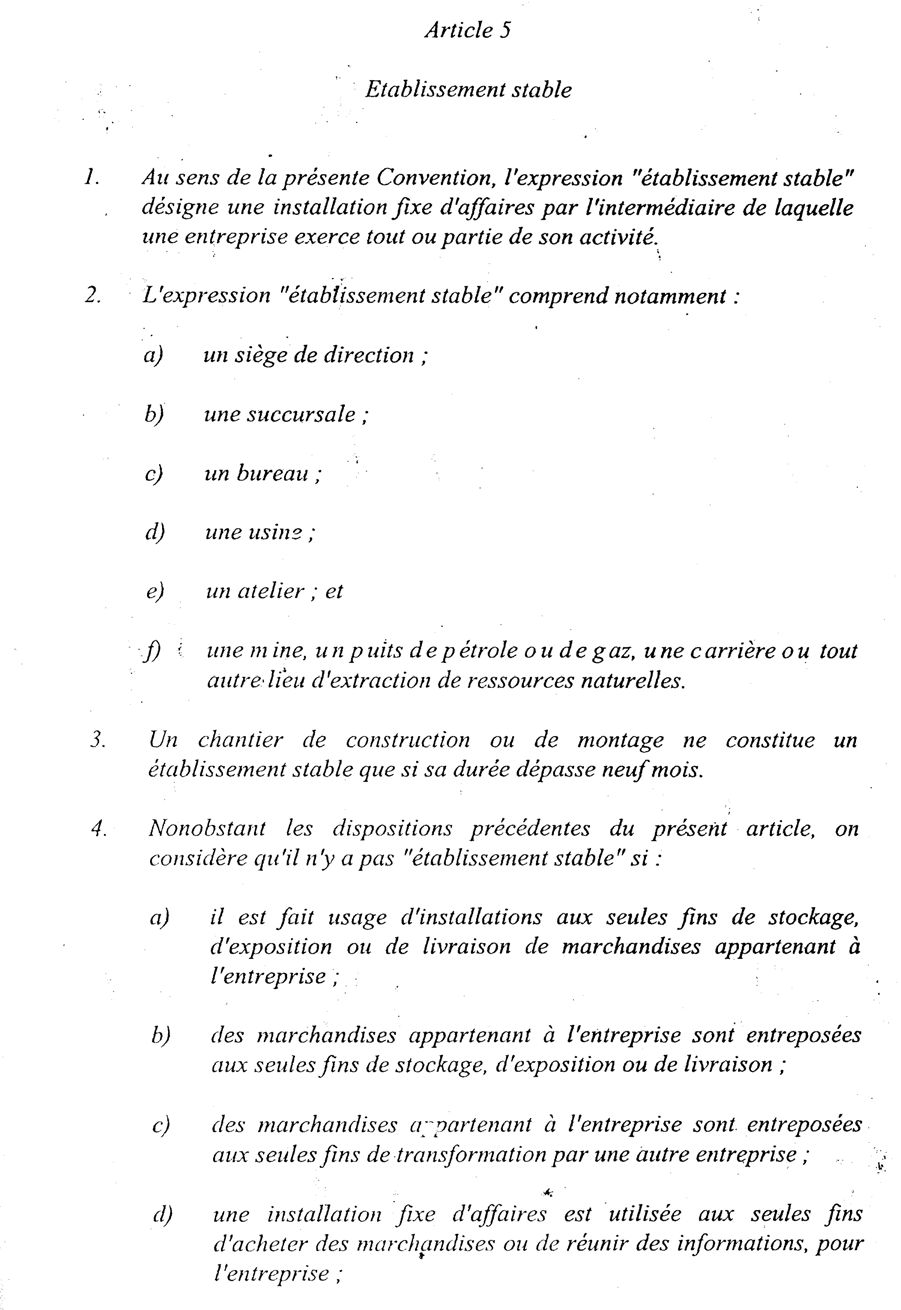 Article 5
Etablissement stable
1. Au sens de la présente Convention, l'expression "établissement stable"
désigne une installation fixe d'affaires par l'intermédiaire de laquelle
une entreprise exerce tout ou partie de son activité.
2. L'expression "établissement stable" comprend notamment :
a) un siège de direction ;
b) une succursale ;
c) un bureau ;
d) une usine ;
e) un atelier ; et
f) une mine, un puits de pétrole ou de gaz, une carrière ou tout
autre lieu d'extraction de ressources naturelles.
3. Un chantier de construction ou de montage ne constitue un
établissement stable que si sa durée dépasse neuf mois.
4. Nonobstant les dispositions précédentes du présent article, on
considère qu'il n'y a pas "établissement stable" si :
a) il est fait usage d'installations aux seules fins de stockage,
d'exposition ou de livraison de marchandises appartenant à
l'entreprise ;
b) des marchandises appartenant à l'entreprise sont entreposées
aux seules fins de stockage, d'exposition ou de livraison ;
c) des marchandises appartenant à l'entreprise sont entreposées
aux seules fins de transformation par une autre entreprise ;
d) une installation fixe d'affaires est utilisée aux seules fins
d'acheter des marchandises ou de réunir des informations, pour
l'entreprise ;